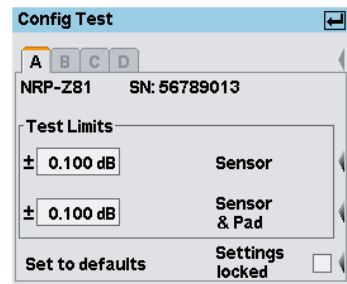 Config Test
A B C D
NRP-Z81 SN: 56789013
Test Limits
± 0.100 dB Sensor
± 0.100 dB Sensor
& Pad
Set to defaults Settings
locked